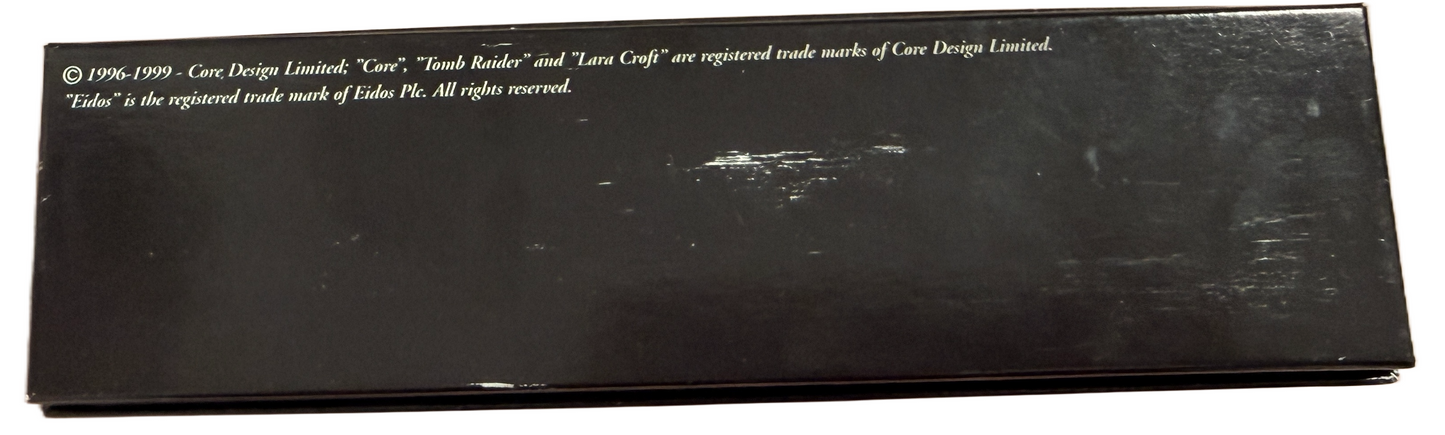 © 1996-1999 - Core Design Limited; "Core", "Tomb Raider" and "Lara Croft" are registered trade marks of Core Design Limited.
"Eidos" is the registered trade mark of Eidos Plc. All rights reserved.